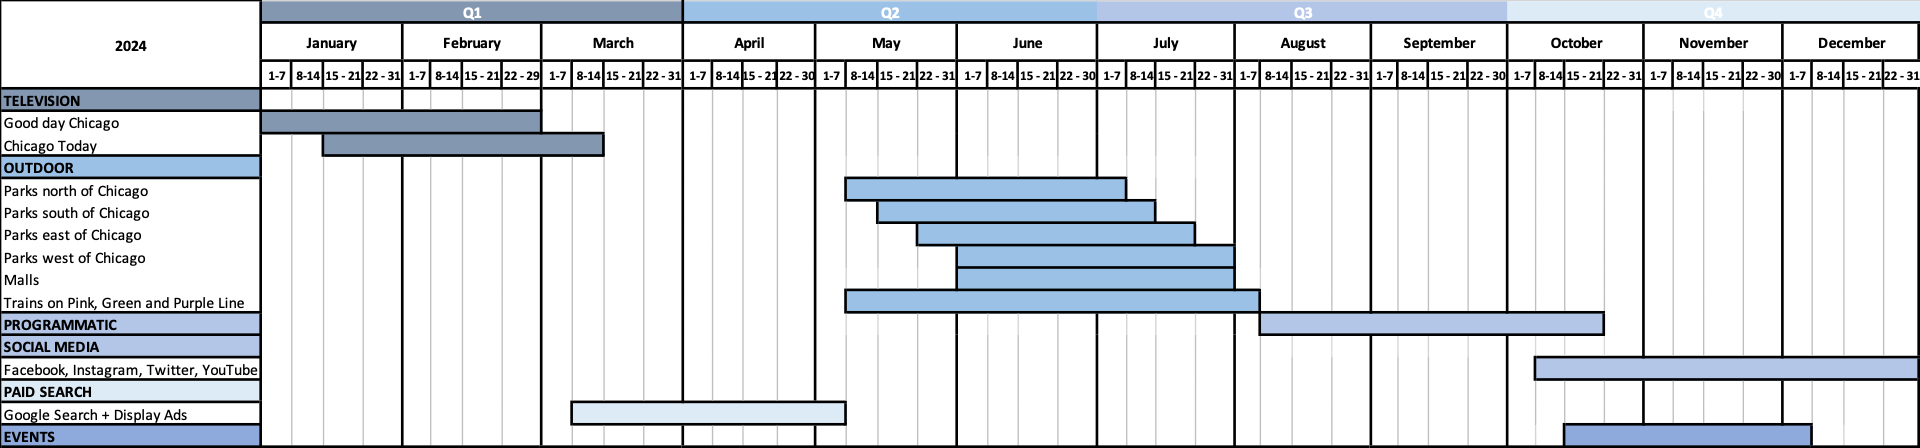 Q1 Q2 Q3 Q4
2024 January February March April May June July August September October November December
1-7 8-14 15 - 21 22 - 31 1-7 8-14 15 - 21 22 - 29 1-7 8-14 15 - 21 22 - 31 1-7 8-14 15 - 21 22 - 30 1-7 8-14 15 - 21 22 - 31 1-7 8-14 15 - 21 22 - 30 1-7 8-14 15 - 21 22 - 31 1-7 8-14 15 - 21 22 - 31 1-7 8-14 15 - 21 22 - 30 1-7 8-14 15 - 21 22 - 31 1-7 8-14 15 - 21 22 - 30 1-7 8-14 15 - 21 22 - 31
TELEVISION
Good day Chicago
Chicago Today
OUTDOOR
Parks north of Chicago
Parks south of Chicago
Parks east of Chicago
Parks west of Chicago
Malls
Trains on Pink, Green and Purple Line
PROGRAMMATIC
SOCIAL MEDIA
Facebook, Instagram, Twitter, YouTube
PAID SEARCH
Google Search + Display Ads
EVENTS